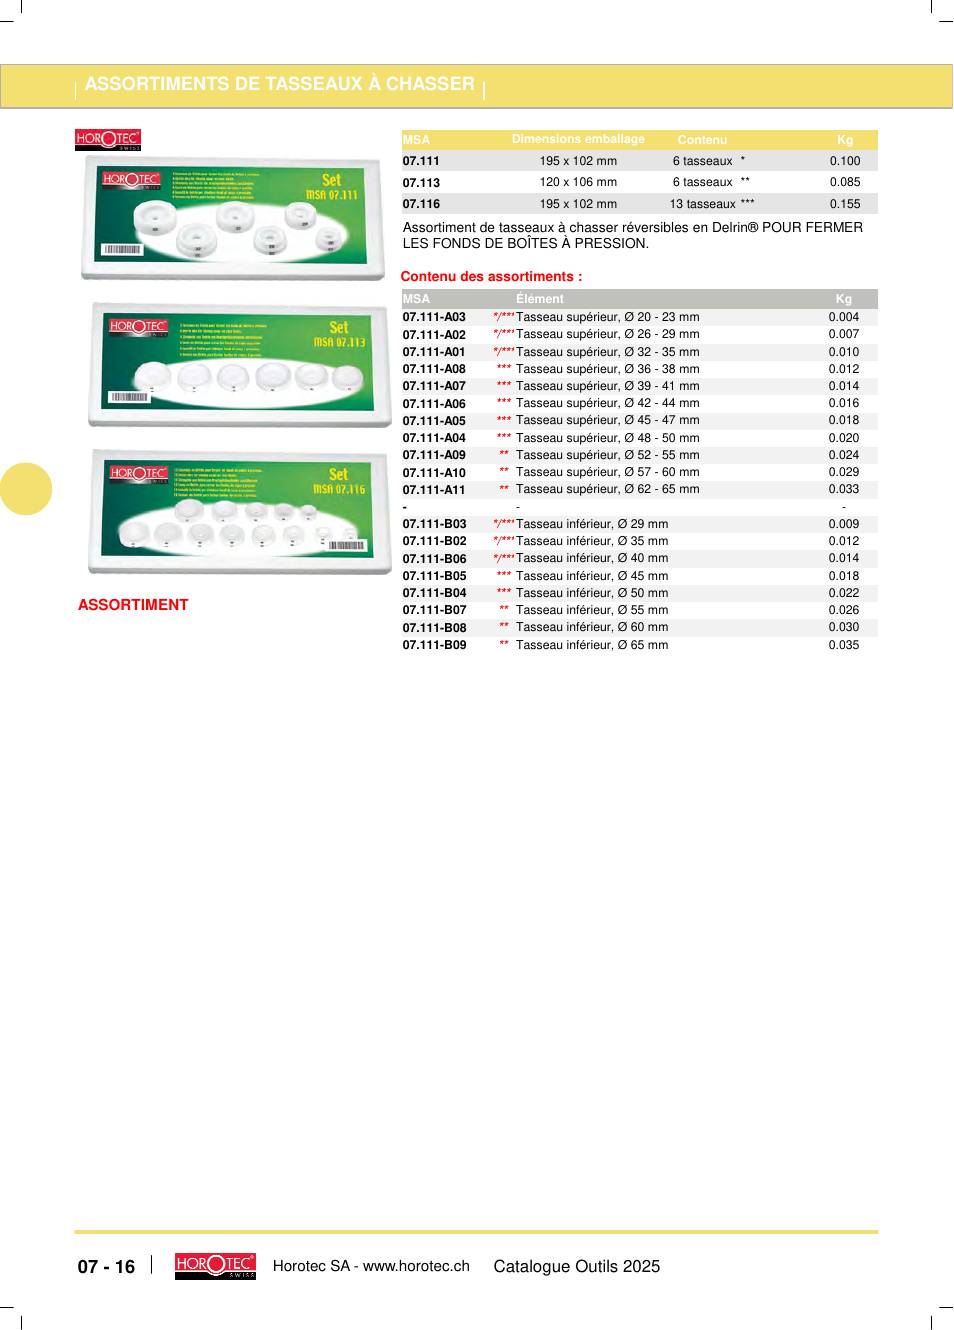 ASSORTIMENTS DE TASSEAUX À CHASSER
HOROTEC®
SWISS
HOROTEC
SWISS
Set
MSA 07.111
HOROTEC
Set
MSA 07.113
HOROTEC
Set
MSA 07.116
ASSORTIMENT
MSA Dimensions emballage Contenu Kg
07.111 195 x 102 mm 6 tasseaux * 0.100
07.113 120 x 106 mm 6 tasseaux ** 0.085
07.116 195 x 102 mm 13 tasseaux *** 0.155
Assortiment de tasseaux à chasser réversibles en Delrin® POUR FERMER
LES FONDS DE BOÎTES À PRESSION.
Contenu des assortiments :
MSA Élément Kg
07.111-A03 */*** Tasseau supérieur, Ø 20 - 23 mm 0.004
07.111-A02 */*** Tasseau supérieur, Ø 26 - 29 mm 0.007
07.111-A01 */*** Tasseau supérieur, Ø 32 - 35 mm 0.010
07.111-A08 *** Tasseau supérieur, Ø 36 - 38 mm 0.012
07.111-A07 *** Tasseau supérieur, Ø 39 - 41 mm 0.014
07.111-A06 *** Tasseau supérieur, Ø 42 - 44 mm 0.016
07.111-A05 *** Tasseau supérieur, Ø 45 - 47 mm 0.018
07.111-A04 *** Tasseau supérieur, Ø 48 - 50 mm 0.020
07.111-A09 ** Tasseau supérieur, Ø 52 - 55 mm 0.024
07.111-A10 ** Tasseau supérieur, Ø 57 - 60 mm 0.029
07.111-A11 ** Tasseau supérieur, Ø 62 - 65 mm 0.033
- - -
07.111-B03 */*** Tasseau inférieur, Ø 29 mm 0.009
07.111-B02 */*** Tasseau inférieur, Ø 35 mm 0.012
07.111-B06 */*** Tasseau inférieur, Ø 40 mm 0.014
07.111-B05 *** Tasseau inférieur, Ø 45 mm 0.018
07.111-B04 *** Tasseau inférieur, Ø 50 mm 0.022
07.111-B07 ** Tasseau inférieur, Ø 55 mm 0.026
07.111-B08 ** Tasseau inférieur, Ø 60 mm 0.030
07.111-B09 ** Tasseau inférieur, Ø 65 mm 0.035
07 - 16 HOROTEC® SWISS Horotec SA - www.horotec.ch Catalogue Outils 2025